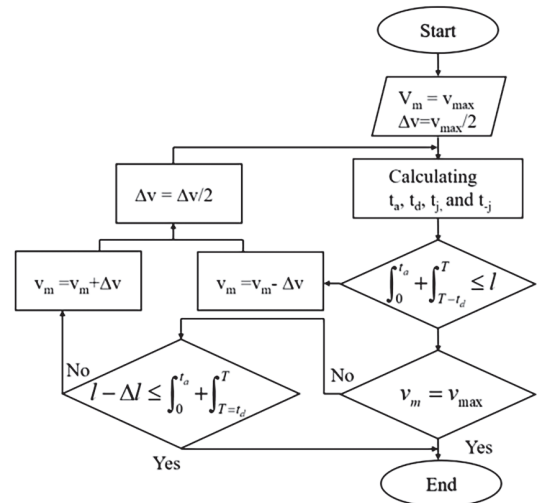 Start
V_m = v_max
Δv=v_max/2
Calculating
t_a, t_d, t_j, and t_-j
Δv = Δv/2
v_m =v_m+Δv
v_m =v_m- Δv
∫_0^{t_a} + ∫_{T-t_d}^{T} ≤ l
No
l − Δl ≤ ∫_0^{t_a} + ∫_{T=t_d}^{T}
No
v_m = v_max
Yes
Yes
End